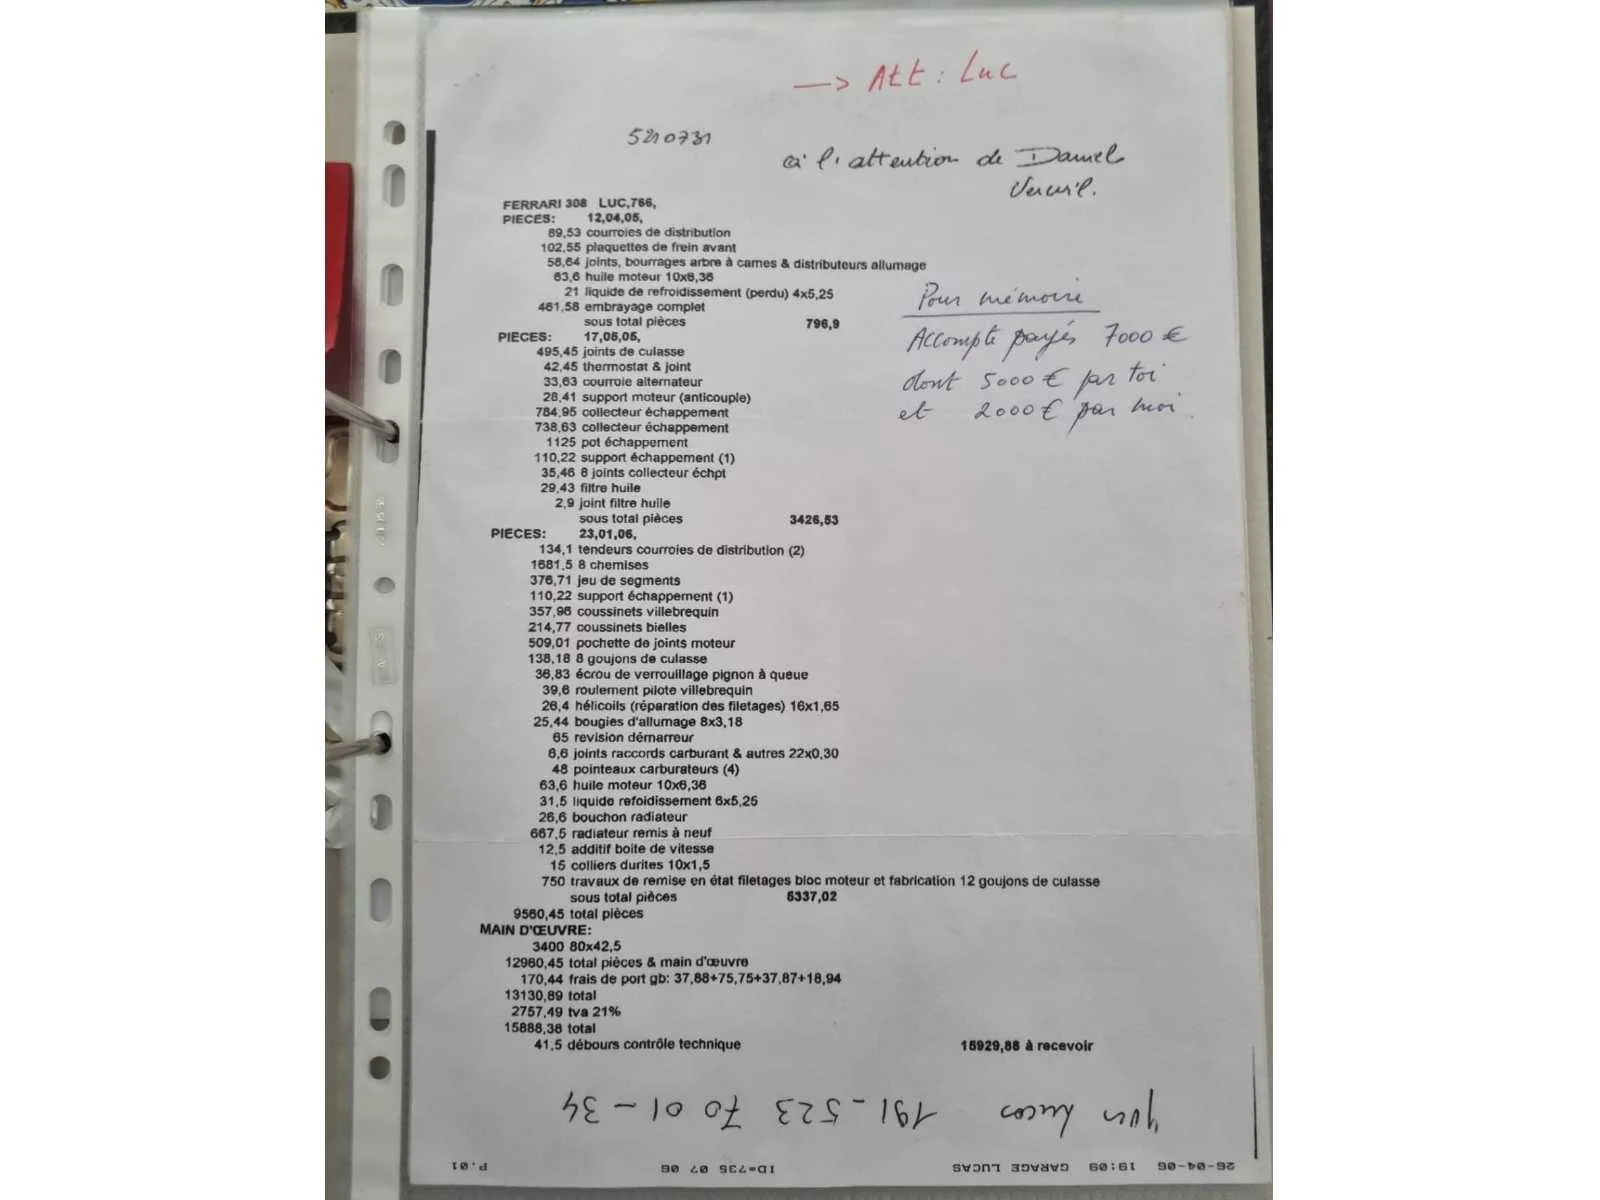 → Att : Luc
5210731
à l'attention de Daniel
FERRARI 308 LUC,766,
PIECES: 12,04,05,
89,53 courroies de distribution
102,55 plaquettes de frein avant
58,64 joints, bourrages arbre à cames & distributeurs allumage
63,6 huile moteur 10x6,36
21 liquide de refroidissement (perdu) 4x5,25
461,58 embrayage complet
sous total pièces 796,9
Pour mémoire
Accompte payés 7000 €
dont 5000 € par toi
et 2000 € par moi.
PIECES: 17,05,05,
495,45 joints de culasse
42,45 thermostat & joint
33,63 courroie alternateur
28,41 support moteur (anticouple)
784,95 collecteur échappement
738,63 collecteur échappement
1125 pot échappement
110,22 support échappement (1)
35,46 8 joints collecteur échpt
29,43 filtre huile
2,9 joint filtre huile
sous total pièces 3426,53
PIECES: 23,01,06,
134,1 tendeurs courroies de distribution (2)
1681,5 8 chemises
376,71 jeu de segments
110,22 support échappement (1)
357,96 coussinets villebrequin
214,77 coussinets bielles
509,01 pochette de joints moteur
138,18 8 goujons de culasse
36,83 écrou de verrouillage pignon à queue
39,6 roulement pilote villebrequin
26,4 hélicoils (réparation des filetages) 16x1,65
25,44 bougies d'allumage 8x3,18
65 revision démarreur
6,6 joints raccords carburant & autres 22x0,30
48 pointeaux carburateurs (4)
63,6 huile moteur 10x6,36
31,5 liquide refoidissement 6x5,25
26,6 bouchon radiateur
667,5 radiateur remis à neuf
12,5 additif boite de vitesse
15 colliers durites 10x1,5
750 travaux de remise en état filetages bloc moteur et fabrication 12 goujons de culasse
sous total pièces 5337,02
9560,45 total pièces
MAIN D'ŒUVRE:
3400 80x42,5
12960,45 total pièces & main d'œuvre
170,44 frais de port gb: 37,88+75,75+37,87+18,94
13130,89 total
2757,49 tva 21%
15888,38 total
41,5 débours contrôle technique 15929,88 à recevoir
Yvon Lucas 191-523 70 01-34
26-04-06 19:09 GARAGE LUCAS ID=735 07 06 P.01